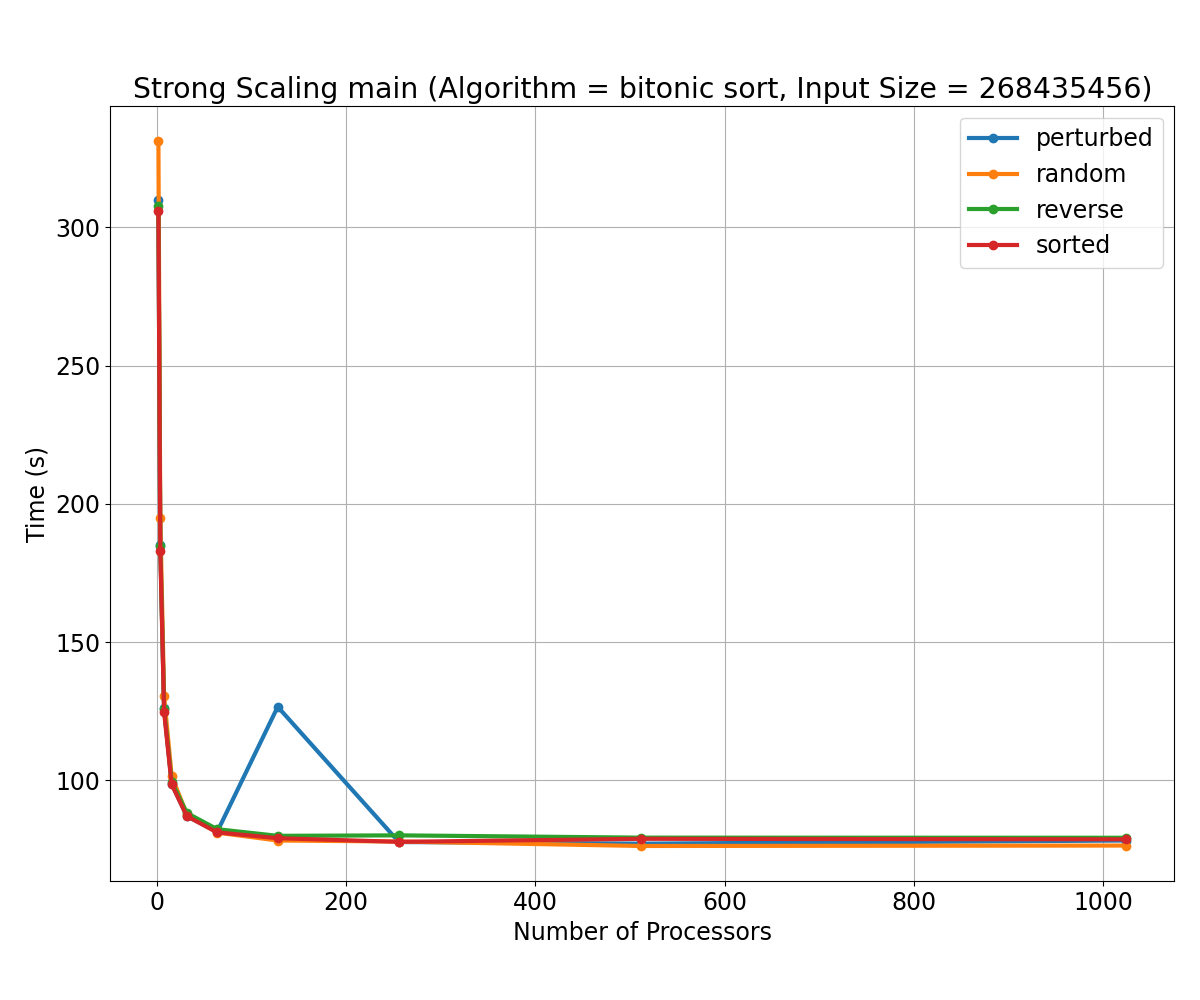 Strong Scaling main (Algorithm = bitonic sort, Input Size = 268435456)
perturbed
random
reverse
sorted
300
250
200
150
100
Time (s)
0 200 400 600 800 1000
Number of Processors